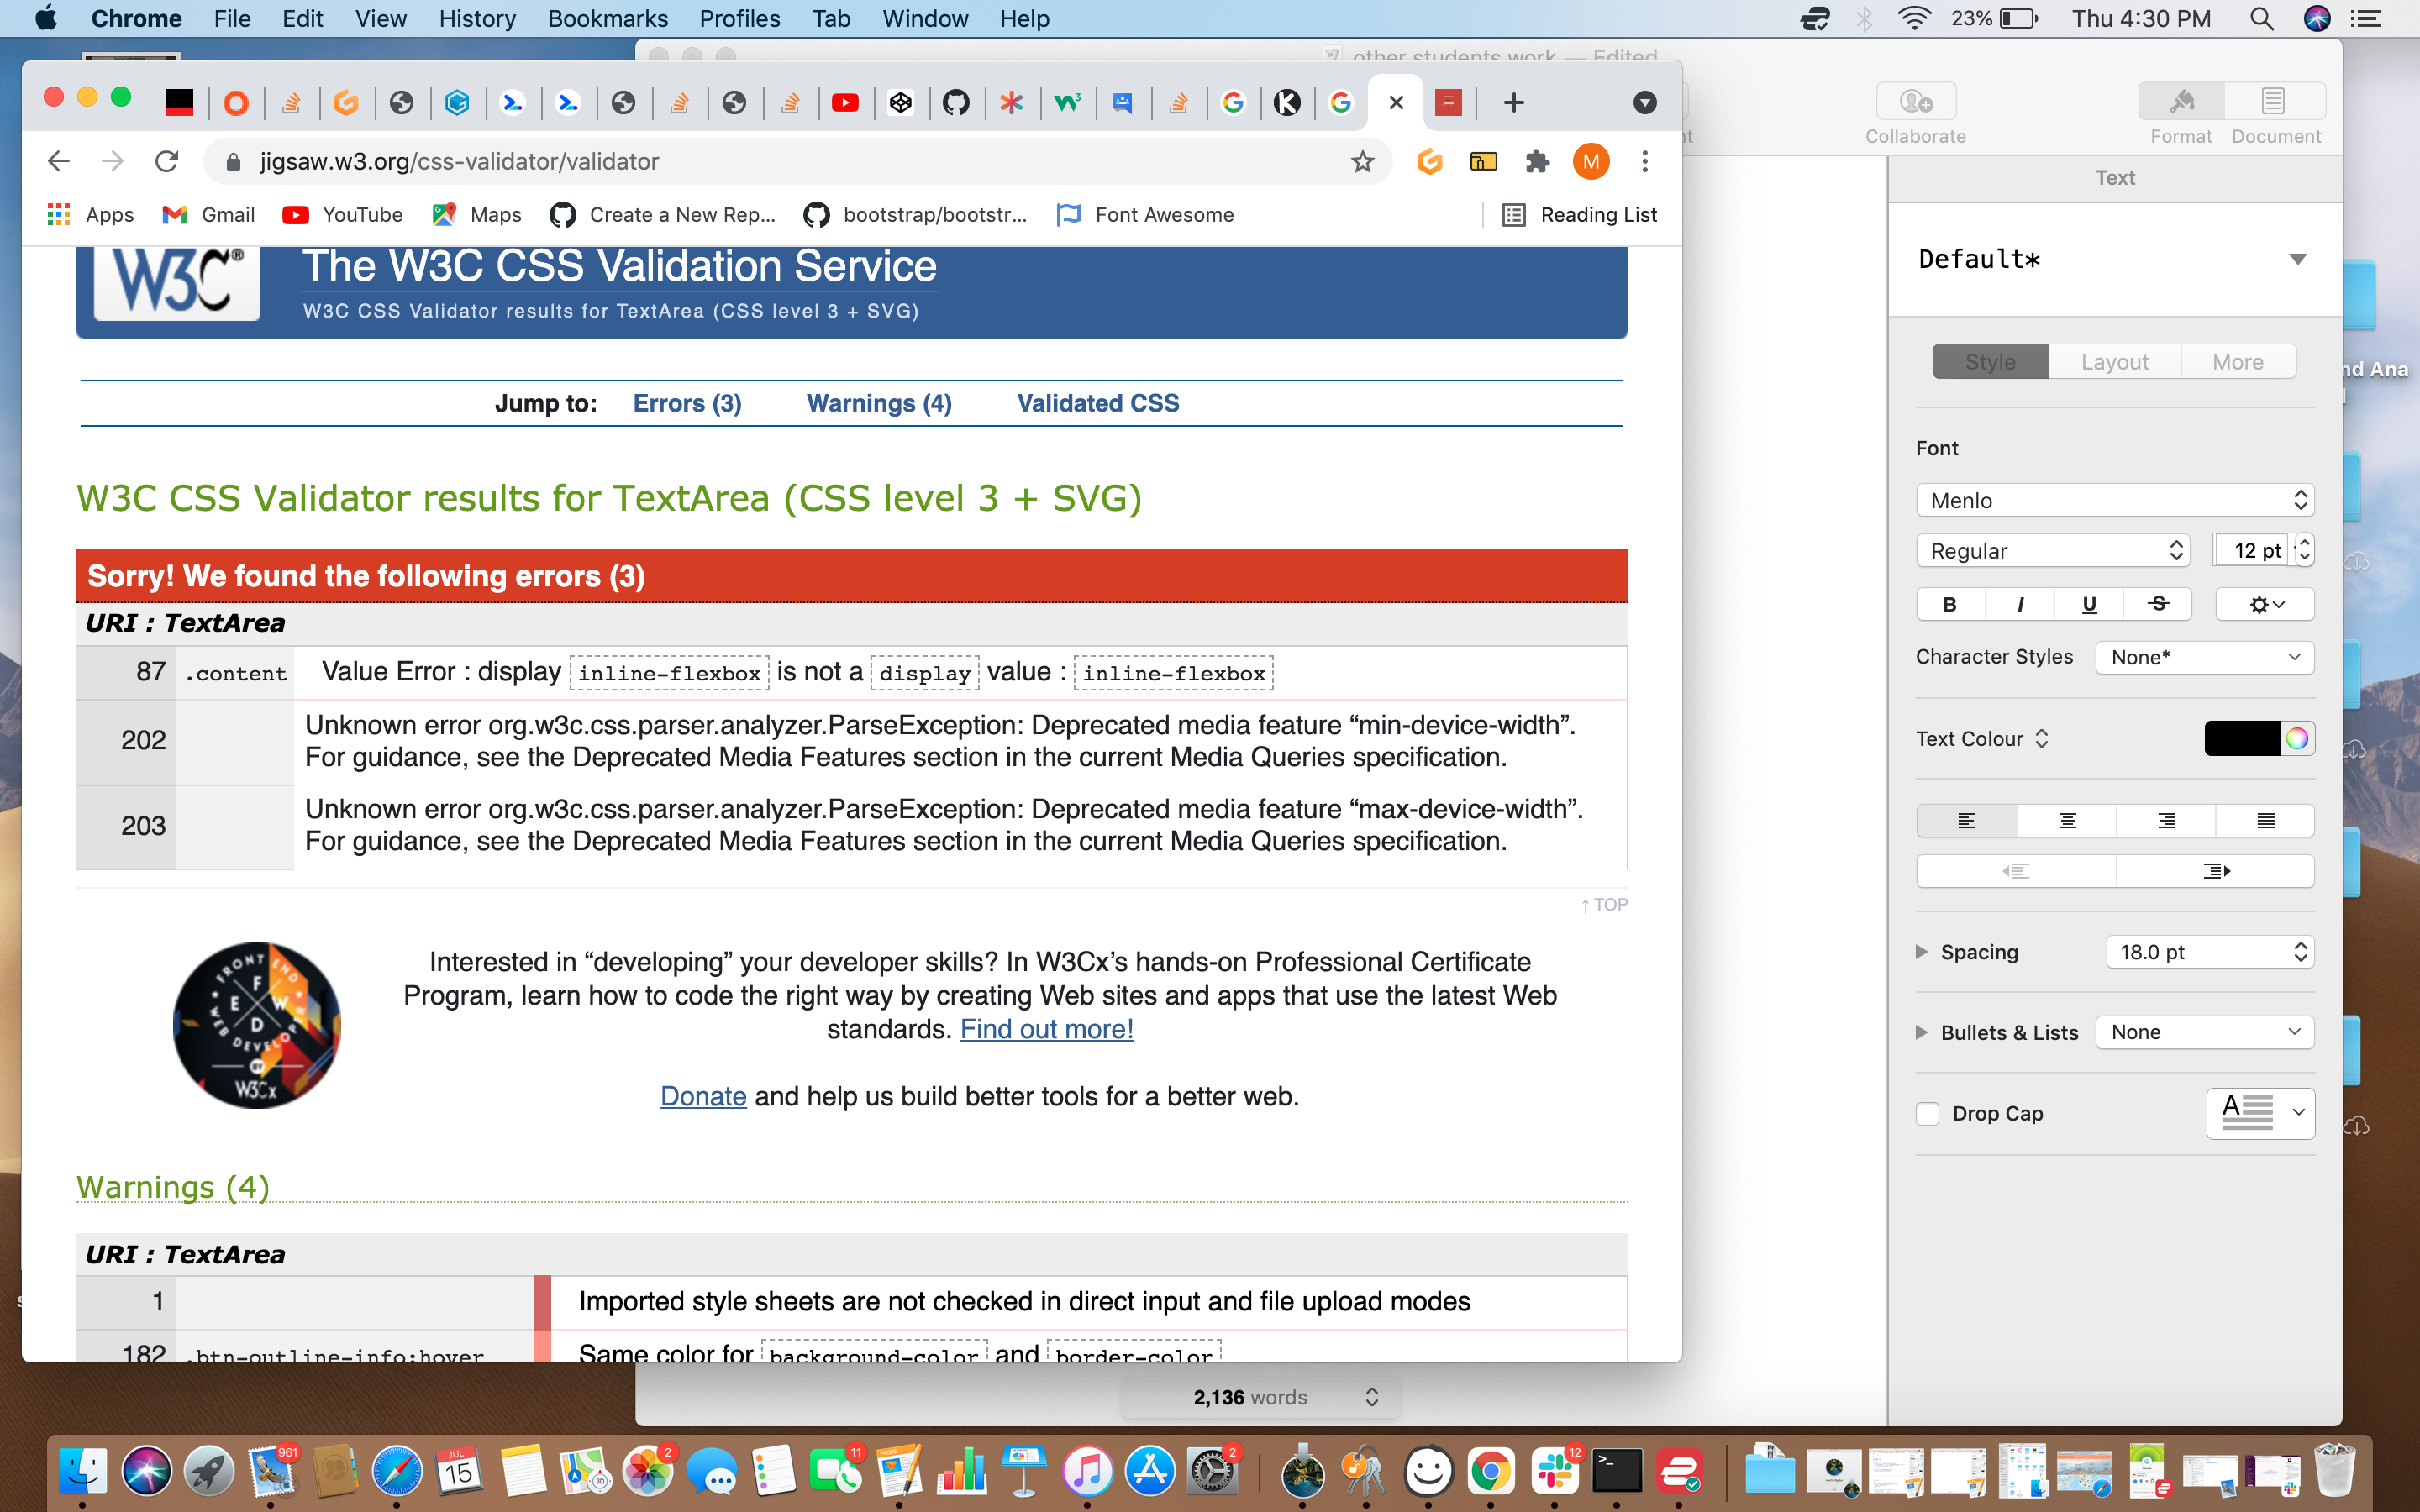 Chrome File Edit View History Bookmarks Profiles Tab Window Help 23% Thu 4:30 PM
other students work — Edited
jigsaw.w3.org/css-validator/validator M
Apps Gmail YouTube Maps Create a New Rep... bootstrap/bootstr... Font Awesome Reading List
W3C® The W3C CSS Validation Service
W3C CSS Validator results for TextArea (CSS level 3 + SVG)
Jump to: Errors (3) Warnings (4) Validated CSS
W3C CSS Validator results for TextArea (CSS level 3 + SVG)
Sorry! We found the following errors (3)
URI : TextArea
87 .content Value Error : display inline-flexbox is not a display value : inline-flexbox
202 Unknown error org.w3c.css.parser.analyzer.ParseException: Deprecated media feature “min-device-width”.
For guidance, see the Deprecated Media Features section in the current Media Queries specification.
203 Unknown error org.w3c.css.parser.analyzer.ParseException: Deprecated media feature “max-device-width”.
For guidance, see the Deprecated Media Features section in the current Media Queries specification.
↑ TOP
FRONT END
F E W D
WEB DEVELOPER
BY
W3Cx
Interested in “developing” your developer skills? In W3Cx’s hands-on Professional Certificate
Program, learn how to code the right way by creating Web sites and apps that use the latest Web
standards. Find out more!
Donate and help us build better tools for a better web.
Warnings (4)
URI : TextArea
1 Imported style sheets are not checked in direct input and file upload modes
182 .btn-outline-info:hover Same color for background-color and border-color
2,136 words
Collaborate Format Document
Text
Default*
Style Layout More
Font
Menlo
Regular 12 pt
B I U S
Character Styles None*
Text Colour
Spacing 18.0 pt
Bullets & Lists None
Drop Cap A
nd Ana
961 JUL 15 2 11 2 12